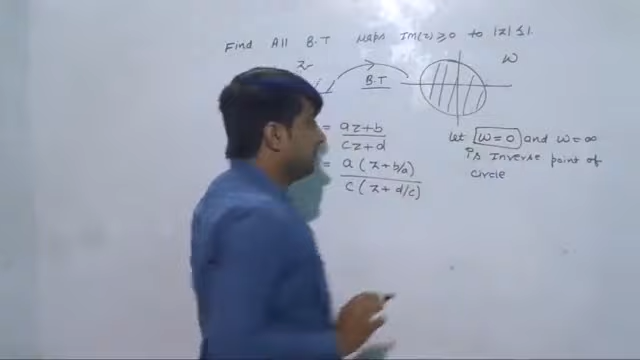 Find All B.T Maps Im(z) ≥ 0 to |z| ≤ 1.
z
w
B.T
= az+b / cz+d
= a(z+b/a) / c(z+d/c)
let w=0 and w=∞
is Inverse point of
circle